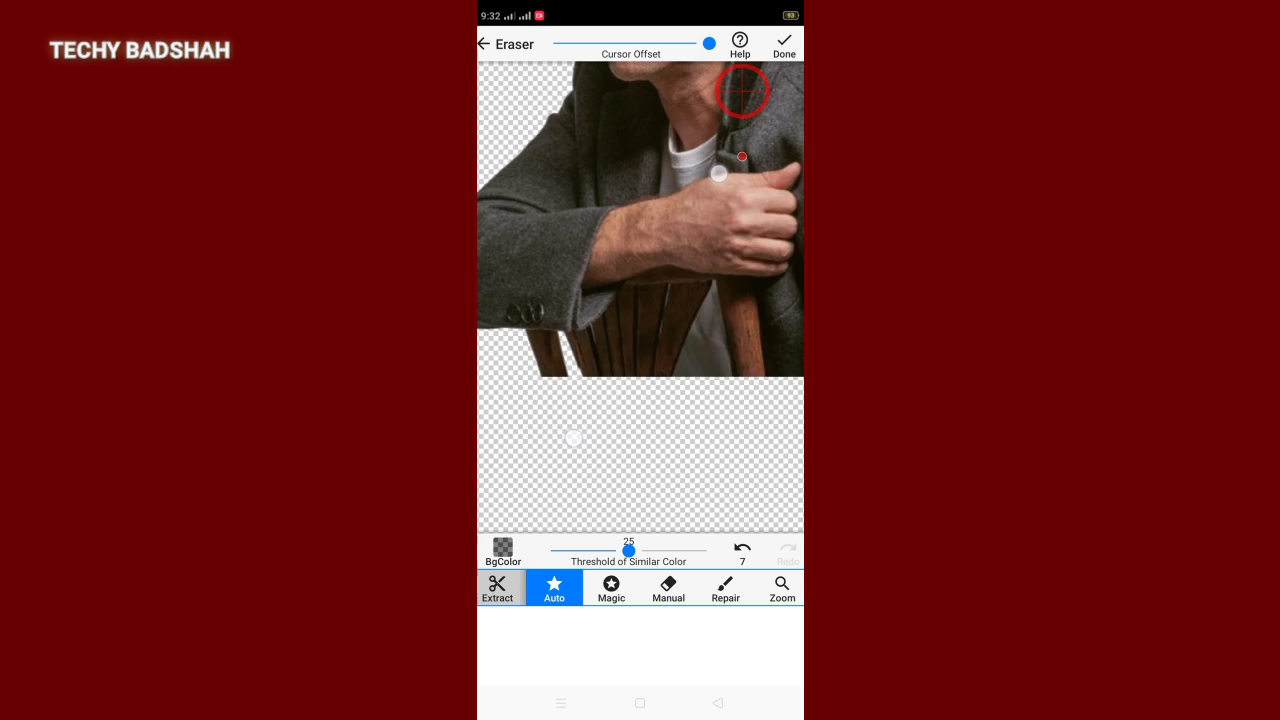 TECHY BADSHAH
9:32
93
Eraser
Cursor Offset
Help
Done
25
BgColor
Threshold of Similar Color
7
Redo
Extract
Auto
Magic
Manual
Repair
Zoom